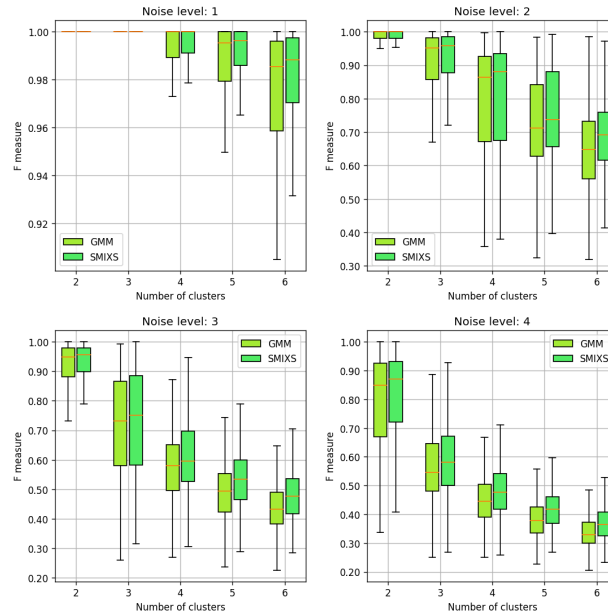 Noise level: 1
F measure
1.00
0.98
0.96
0.94
0.92
GMM
SMIXS
2 3 4 5 6
Number of clusters
Noise level: 2
F measure
1.00
0.90
0.80
0.70
0.60
0.50
0.40
0.30
GMM
SMIXS
2 3 4 5 6
Number of clusters
Noise level: 3
F measure
1.00
0.90
0.80
0.70
0.60
0.50
0.40
0.30
0.20
GMM
SMIXS
2 3 4 5 6
Number of clusters
Noise level: 4
F measure
1.00
0.90
0.80
0.70
0.60
0.50
0.40
0.30
0.20
GMM
SMIXS
2 3 4 5 6
Number of clusters